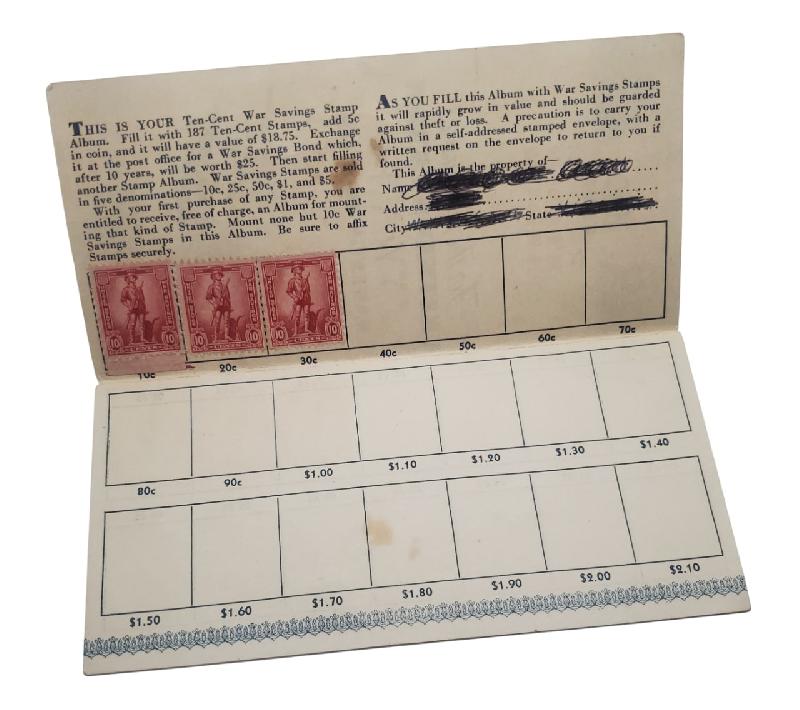 THIS IS YOUR Ten-Cent War Savings Stamp
Album. Fill it with 187 Ten-Cent Stamps, add 5c
in coin, and it will have a value of $18.75. Exchange
it at the post office for a War Savings Bond which,
after 10 years, will be worth $25. Then start filling
another Stamp Album. War Savings Stamps are sold
in five denominations—10c, 25c, 50c, $1, and $5.
With your first purchase of any Stamp, you are
entitled to receive, free of charge, an Album for mount-
ing that kind of Stamp. Mount none but 10c War
Savings Stamps in this Album. Be sure to affix
Stamps securely.
AS YOU FILL this Album with War Savings Stamps
it will rapidly grow in value and should be guarded
against theft or loss. A precaution is to carry your
Album in a self-addressed stamped envelope, with a
written request on the envelope to return to you if
found.
This Album is the property of—
Name
Address
City State
10 10 10 10 10 10
10c 20c 30c 40c 50c 60c 70c
80c 90c $1.00 $1.10 $1.20 $1.30 $1.40
$1.50 $1.60 $1.70 $1.80 $1.90 $2.00 $2.10